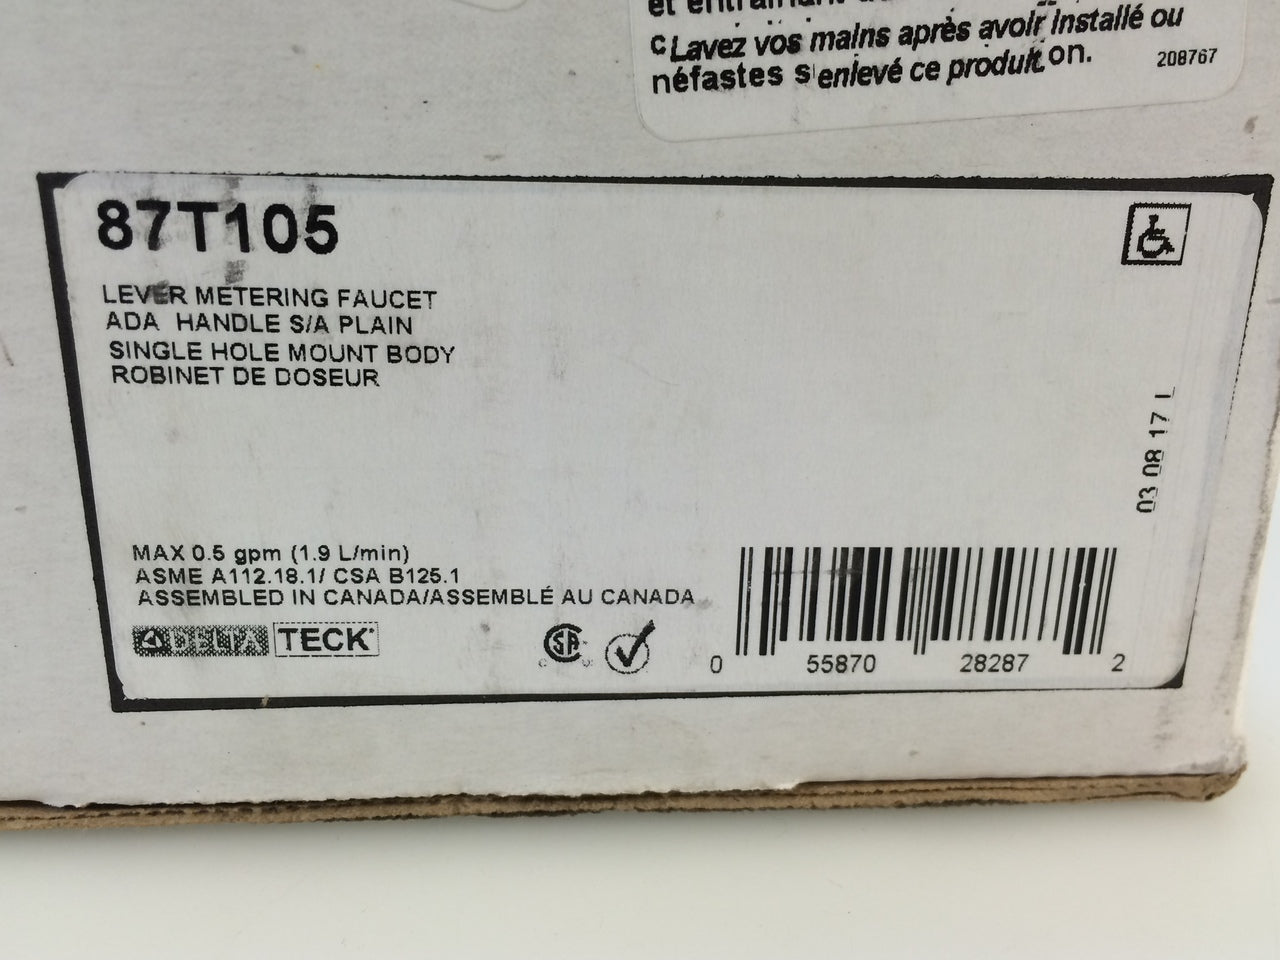 Lavez vos mains après avoir installé ou
néfastes s enlevé ce produit on.
208767
87T105
LEVER METERING FAUCET
ADA HANDLE S/A PLAIN
SINGLE HOLE MOUNT BODY
ROBINET DE DOSEUR
03 08 17 L
MAX 0.5 gpm (1.9 L/min)
ASME A112.18.1/ CSA B125.1
ASSEMBLED IN CANADA/ASSEMBLÉ AU CANADA
DELTA TECK
0 55870 28287 2